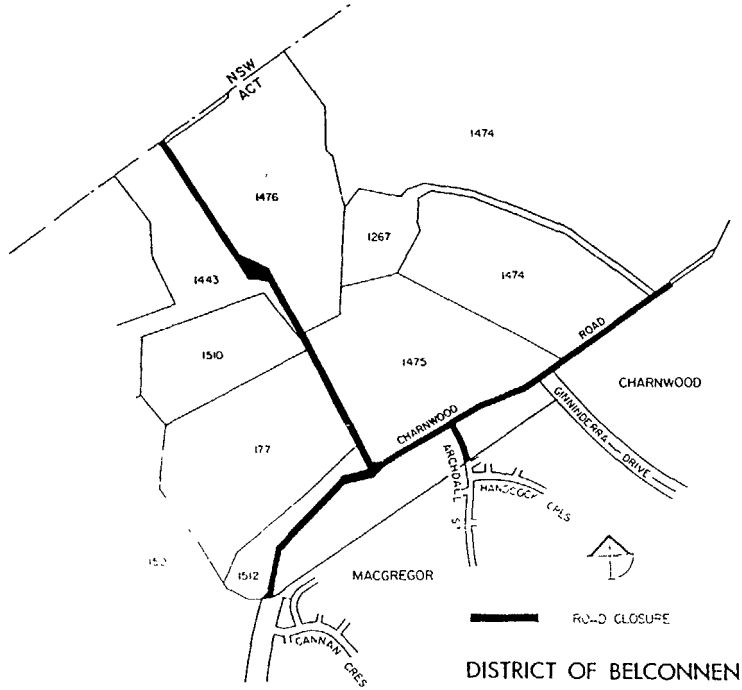 NSW
ACT
1474
1476
1267
1443
1474
1510
1475
ROAD
CHARNWOOD
CHARNWOOD
GINNINDERRA DRIVE
177
ARCHDALL ST
HANDCOCK CRES
1512
MACGREGOR
CANNAN CRES
ROAD CLOSURE
DISTRICT OF BELCONNEN